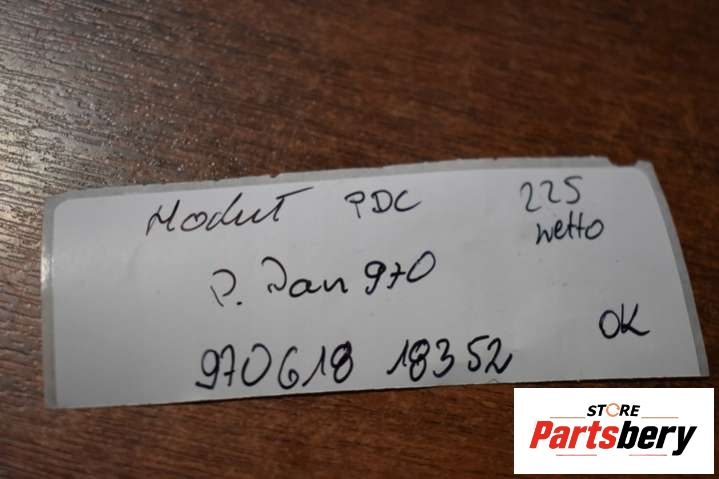 Moduł PDC 225
netto
P. Pan 970
970618 18352
OK
STORE
Partsbery